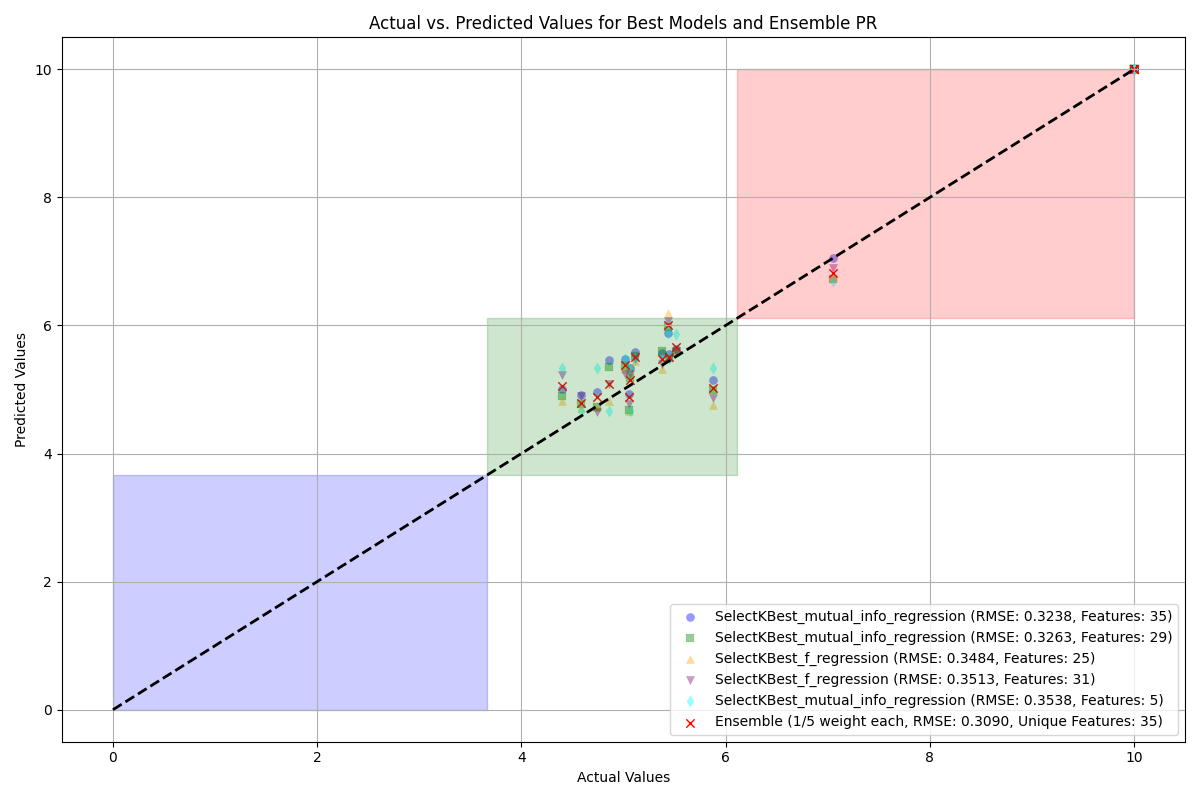 Actual vs. Predicted Values for Best Models and Ensemble PR
Predicted Values
10
8
6
4
2
0
0 2 4 6 8 10
Actual Values
SelectKBest_mutual_info_regression (RMSE: 0.3238, Features: 35)
SelectKBest_mutual_info_regression (RMSE: 0.3263, Features: 29)
SelectKBest_f_regression (RMSE: 0.3484, Features: 25)
SelectKBest_f_regression (RMSE: 0.3513, Features: 31)
SelectKBest_mutual_info_regression (RMSE: 0.3538, Features: 5)
Ensemble (1/5 weight each, RMSE: 0.3090, Unique Features: 35)